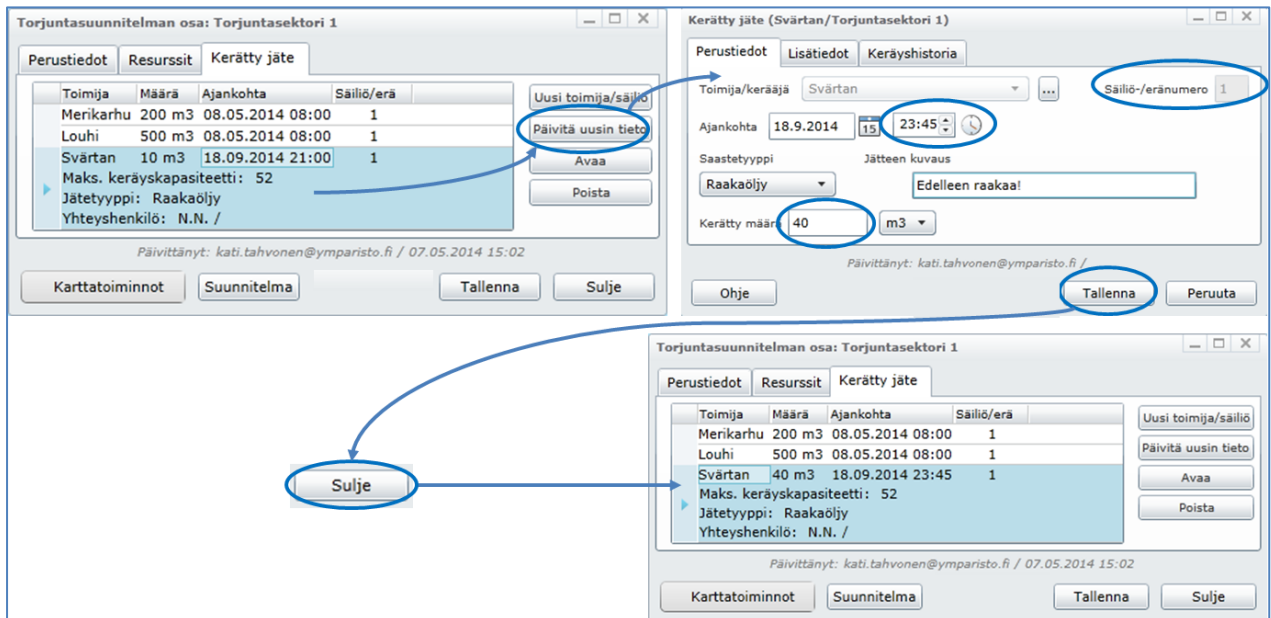 Torjuntasuunnitelman osa: Torjuntasektori 1
Perustiedot Resurssit Kerätty jäte
Toimija Määrä Ajankohta Säiliö/erä
Merikarhu 200 m3 08.05.2014 08:00 1
Louhi 500 m3 08.05.2014 08:00 1
Svärtan 10 m3 18.09.2014 21:00 1
Maks. keräyskapasiteetti: 52
Jätetyyppi: Raakaöljy
Yhteyshenkilö: N.N. /
Uusi toimija/säiliö
Päivitä uusin tieto
Avaa
Poista
Päivittänyt: kati.tahvonen@ymparisto.fi / 07.05.2014 15:02
Karttatoiminnot Suunnitelma Tallenna Sulje
Kerätty jäte (Svärtan/Torjuntasektori 1)
Perustiedot Lisätiedot Keräyshistoria
Toimija/kerääjä Svärtan ... Säiliö-/eränumero 1
Ajankohta 18.9.2014 15 23:45
Saastetyyppi Jätteen kuvaus
Raakaöljy Edelleen raakaa!
Kerätty määrä 40 m3
Päivittänyt: kati.tahvonen@ymparisto.fi /
Ohje Tallenna Peruuta
Sulje
Torjuntasuunnitelman osa: Torjuntasektori 1
Perustiedot Resurssit Kerätty jäte
Toimija Määrä Ajankohta Säiliö/erä
Merikarhu 200 m3 08.05.2014 08:00 1
Louhi 500 m3 08.05.2014 08:00 1
Svärtan 40 m3 18.09.2014 23:45 1
Maks. keräyskapasiteetti: 52
Jätetyyppi: Raakaöljy
Yhteyshenkilö: N.N. /
Uusi toimija/säiliö
Päivitä uusin tieto
Avaa
Poista
Päivittänyt: kati.tahvonen@ymparisto.fi / 07.05.2014 15:02
Karttatoiminnot Suunnitelma Tallenna Sulje